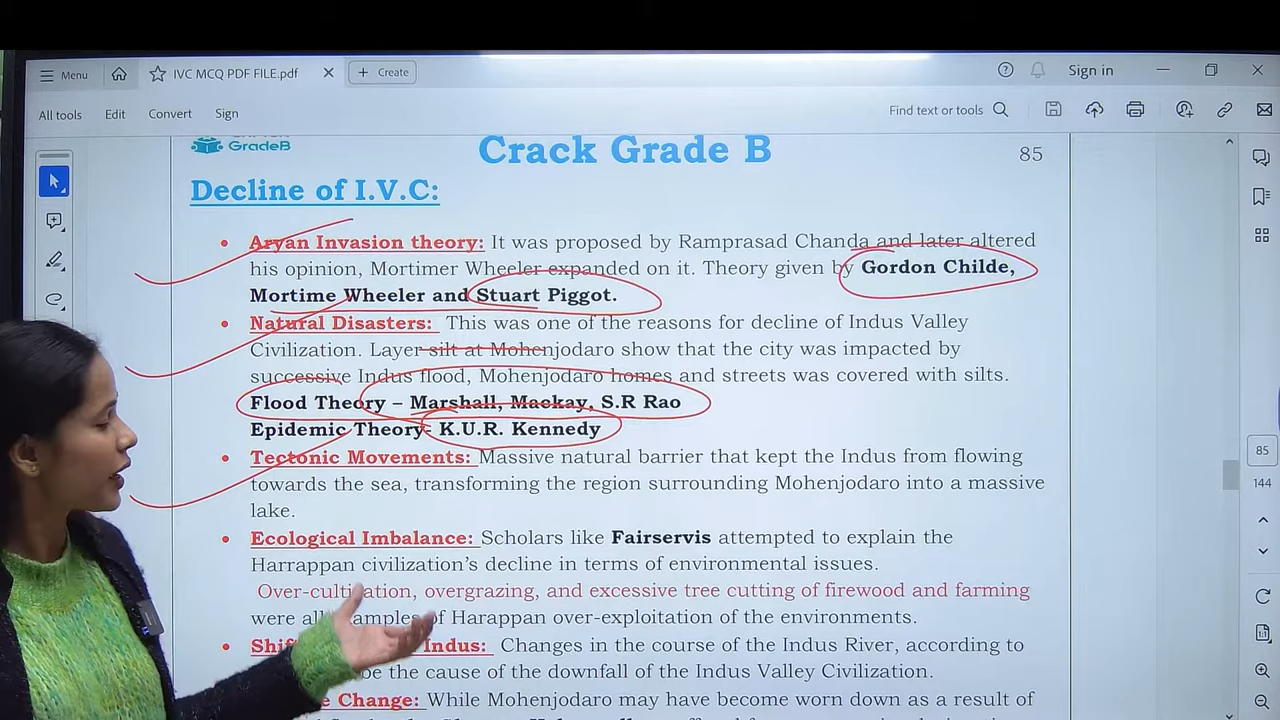 Menu
IVC MCQ PDF FILE.pdf
Create
Sign in
All tools
Edit
Convert
Sign
Find text or tools
GradeB
Crack Grade B
85
Decline of I.V.C:
Aryan Invasion theory: It was proposed by Ramprasad Chanda and later altered
his opinion, Mortimer Wheeler expanded on it. Theory given by Gordon Childe,
Mortime Wheeler and Stuart Piggot.
Natural Disasters: This was one of the reasons for decline of Indus Valley
Civilization. Layer silt at Mohenjodaro show that the city was impacted by
successive Indus flood, Mohenjodaro homes and streets was covered with silts.
Flood Theory – Marshall, Mackay, S.R Rao
Epidemic Theory- K.U.R. Kennedy
Tectonic Movements: Massive natural barrier that kept the Indus from flowing
towards the sea, transforming the region surrounding Mohenjodaro into a massive
lake.
Ecological Imbalance: Scholars like Fairservis attempted to explain the
Harrappan civilization's decline in terms of environmental issues.
Over-cultivation, overgrazing, and excessive tree cutting of firewood and farming
were all of Harappan over-exploitation of the environments.
Indus: Changes in the course of the Indus River, according to
be the cause of the downfall of the Indus Valley Civilization.
Change: While Mohenjodaro may have become worn down as a result of
85
144